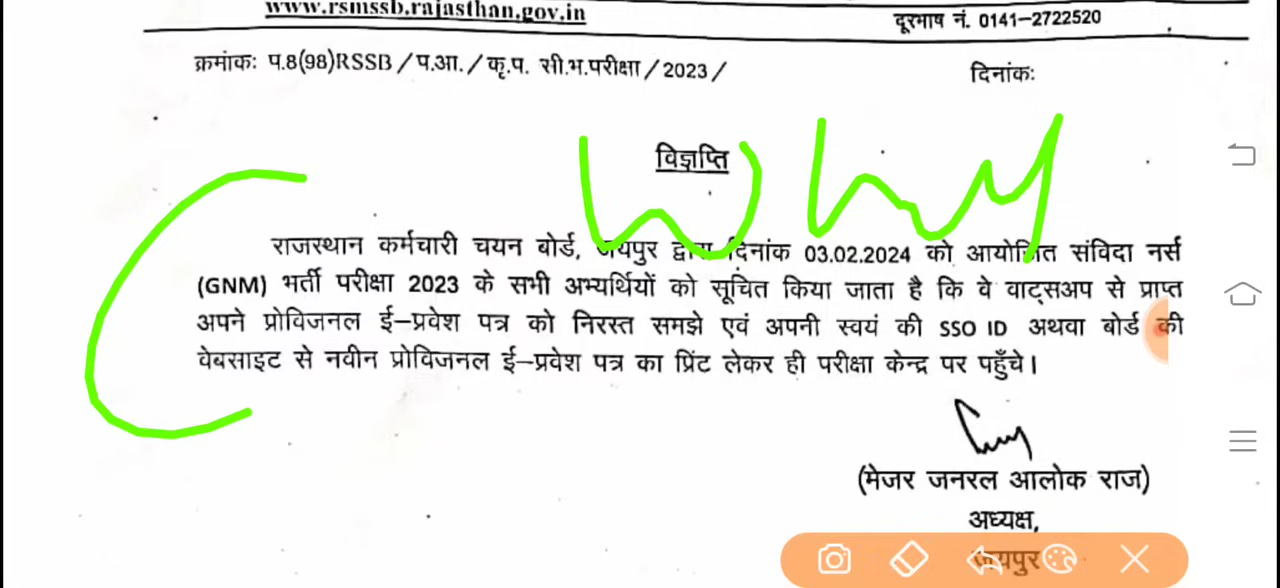 www.rsmssb.rajasthan.gov.in
दूरभाष नं. 0141-2722520
क्रमांकः प.8(98)RSSB/प.आ./कृ.प. सी.भ.परीक्षा/2023/
दिनांकः
विज्ञप्ति
Why
राजस्थान कर्मचारी चयन बोर्ड, जयपुर द्वारा दिनांक 03.02.2024 को आयोजित संविदा नर्स
(GNM) भर्ती परीक्षा 2023 के सभी अभ्यर्थियों को सूचित किया जाता है कि वे वाट्सअप से प्राप्त
अपने प्रोविजनल ई-प्रवेश पत्र को निरस्त समझे एवं अपनी स्वयं की SSO ID अथवा बोर्ड की
वेबसाइट से नवीन प्रोविजनल ई-प्रवेश पत्र का प्रिंट लेकर ही परीक्षा केन्द्र पर पहुँचे।
(मेजर जनरल आलोक राज)
अध्यक्ष,
जयपुर